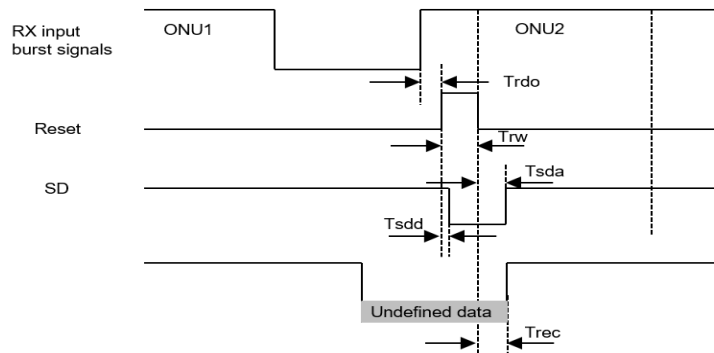 RX input
burst signals
ONU1
ONU2
Trdo
Reset
Trw
SD
Tsda
Tsdd
Undefined data
Trec